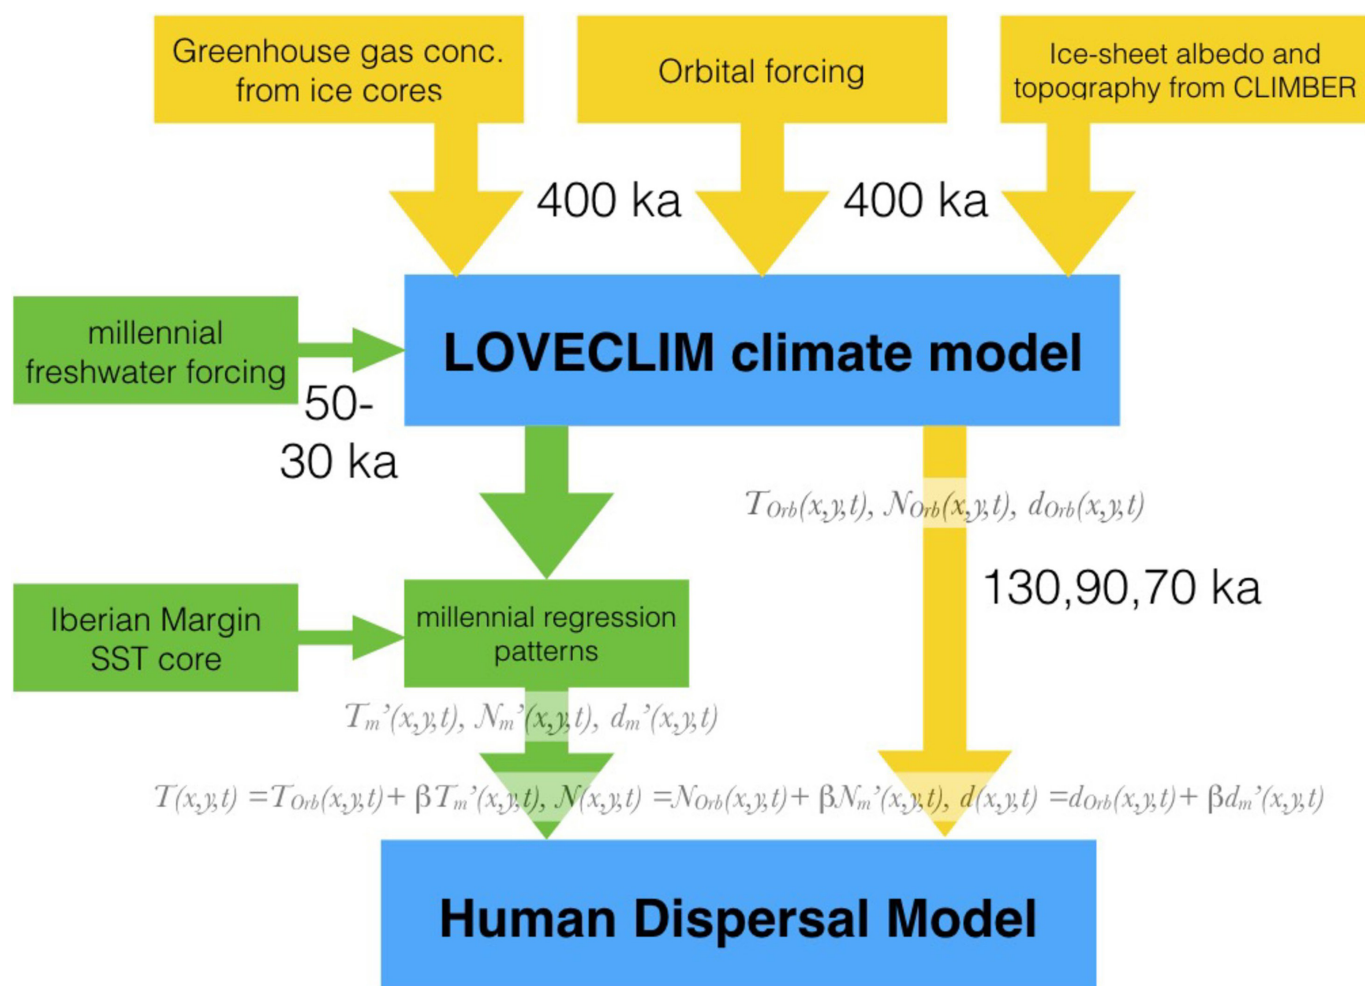 Greenhouse gas conc.
from ice cores
Orbital forcing
Ice-sheet albedo and
topography from CLIMBER
400 ka
400 ka
millennial
freshwater forcing
LOVECLIM climate model
50-
30 ka
T_Orb(x,y,t), N_Orb(x,y,t), d_Orb(x,y,t)
130,90,70 ka
Iberian Margin
SST core
millennial regression
patterns
T_m’(x,y,t), N_m’(x,y,t), d_m’(x,y,t)
T(x,y,t) =T_Orb(x,y,t)+ βT_m’(x,y,t), N(x,y,t) =N_Orb(x,y,t)+ βN_m’(x,y,t), d(x,y,t) =d_Orb(x,y,t)+ βd_m’(x,y,t)
Human Dispersal Model